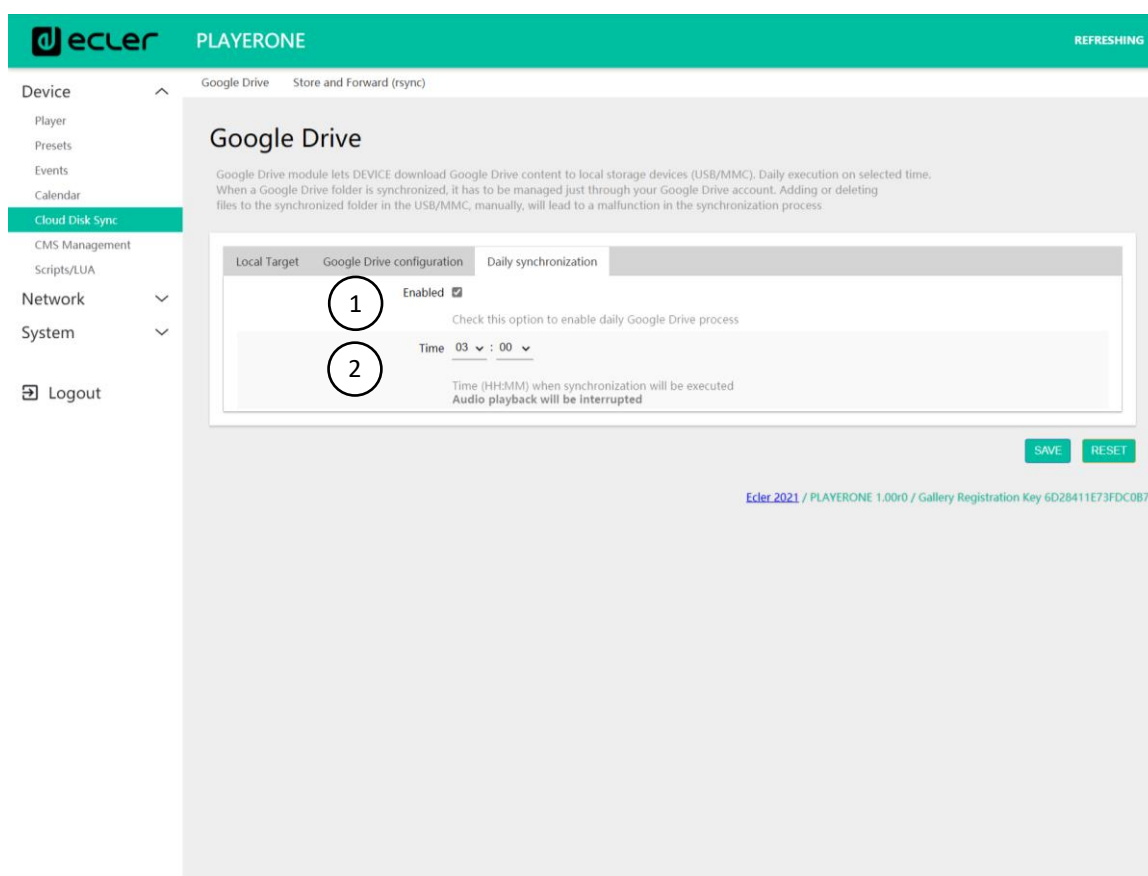 ecler
PLAYERONE
REFRESHING
Device
Player
Presets
Events
Calendar
Cloud Disk Sync
CMS Management
Scripts/LUA
Network
System
Logout
Google Drive Store and Forward (rsync)
Google Drive
Google Drive module lets DEVICE download Google Drive content to local storage devices (USB/MMC). Daily execution on selected time.
When a Google Drive folder is synchronized, it has to be managed just through your Google Drive account. Adding or deleting
files to the synchronized folder in the USB/MMC, manually, will lead to a malfunction in the synchronization process
Local Target Google Drive configuration Daily synchronization
1
Enabled
Check this option to enable daily Google Drive process
2
Time 03 : 00
Time (HH:MM) when synchronization will be executed
Audio playback will be interrupted
SAVE RESET
Ecler 2021 / PLAYERONE 1.00r0 / Gallery Registration Key 6D28411E73FDC0B7